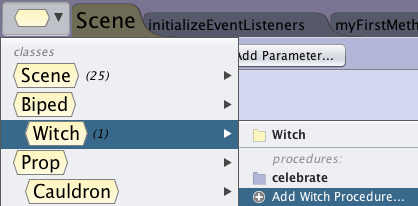 Scene initializeEventListeners myFirstMeth
Add Parameter...
classes
Scene (25)
Biped
Witch (1)
Witch
Prop
procedures:
celebrate
Cauldron
Add Witch Procedure...